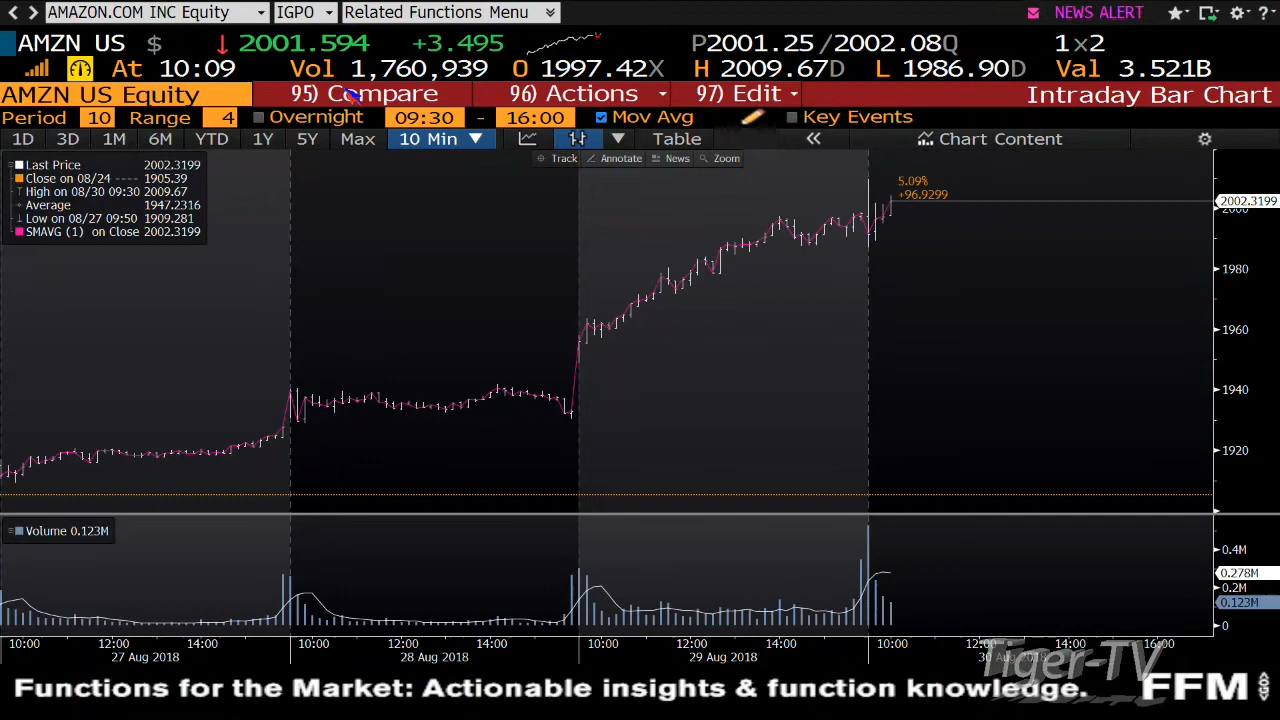 AMAZON.COM INC Equity IGPO Related Functions Menu NEWS ALERT ?
AMZN US $ ↓ 2001.594 +3.495 P2001.25 /2002.08Q 1×2
At 10:09 Vol 1,760,939 O 1997.42X H 2009.67D L 1986.90D Val 3.521B
AMZN US Equity 95) Compare 96) Actions 97) Edit Intraday Bar Chart
Period 10 Range 4 Overnight 09:30 - 16:00 Mov Avg Key Events
1D 3D 1M 6M YTD 1Y 5Y Max 10 Min ▼ Table « Chart Content
Track Annotate News Zoom
Last Price 2002.3199
Close on 08/24 ---- 1905.39
High on 08/30 09:30 2009.67
Average 1947.2316
Low on 08/27 09:50 1909.281
SMAVG (1) on Close 2002.3199
5.09%
+96.9299
2002.3199
2000
1980
1960
1940
1920
Volume 0.123M
0.4M
0.278M
0.2M
0.123M
0
10:00 12:00 14:00 10:00 12:00 14:00 10:00 12:00 14:00 10:00 12:00 14:00 16:00
27 Aug 2018 28 Aug 2018 29 Aug 2018 30 Aug 2018
Tiger-TV
Functions for the Market: Actionable insights & function knowledge. FFM